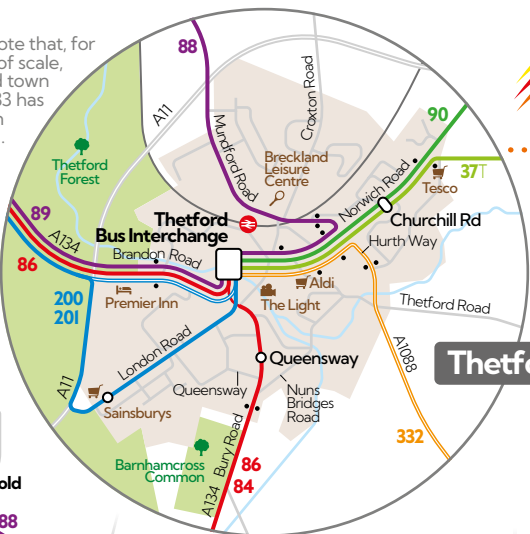 ote that, for
of scale,
d town
33 has
n
.
88
A11
Croxton Road
Mundford Road
90
Thetford
Forest
Breckland
Leisure
Centre
Norwich Road
37T
Tesco
89
A134
Thetford
Bus Interchange
Churchill Rd
Hurth Way
86
Brandon Road
Aldi
Premier Inn
The Light
200
201
Thetford Road
London Road
A1088
Queensway
Thetfo
A11
Queensway
Nuns
Bridges
Road
Sainsburys
332
Bury Road
Barnhamcross
Common
86
84
A134
old
88